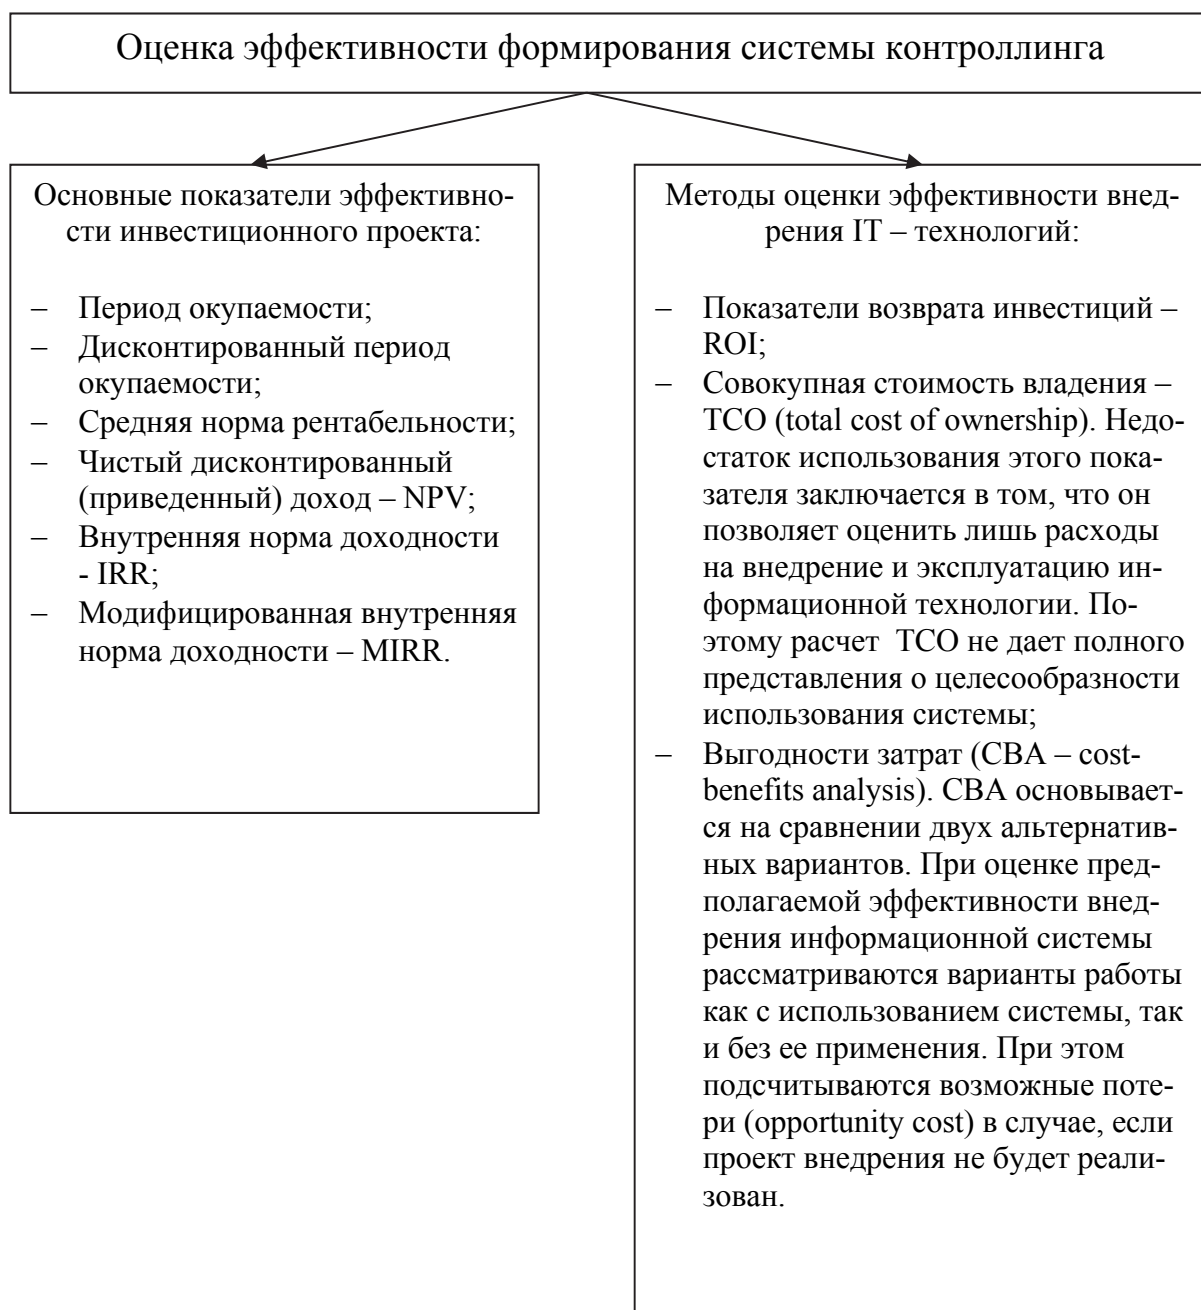 Оценка эффективности формирования системы контроллинга
Основные показатели эффективно-
сти инвестиционного проекта:
– Период окупаемости;
– Дисконтированный период
окупаемости;
– Средняя норма рентабельности;
– Чистый дисконтированный
(приведенный) доход – NPV;
– Внутренняя норма доходности
- IRR;
– Модифицированная внутренняя
норма доходности – MIRR.
Методы оценки эффективности внед-
рения IT – технологий:
– Показатели возврата инвестиций –
ROI;
– Совокупная стоимость владения –
TCO (total cost of ownership). Недо-
статок использования этого пока-
зателя заключается в том, что он
позволяет оценить лишь расходы
на внедрение и эксплуатацию ин-
формационной технологии. По-
этому расчет TCO не дает полного
представления о целесообразности
использования системы;
– Выгодности затрат (CBA – cost-
benefits analysis). CBA основывает-
ся на сравнении двух альтернатив-
ных вариантов. При оценке пред-
полагаемой эффективности внед-
рения информационной системы
рассматриваются варианты работы
как с использованием системы, так
и без ее применения. При этом
подсчитываются возможные поте-
ри (opportunity cost) в случае, если
проект внедрения не будет реали-
зован.